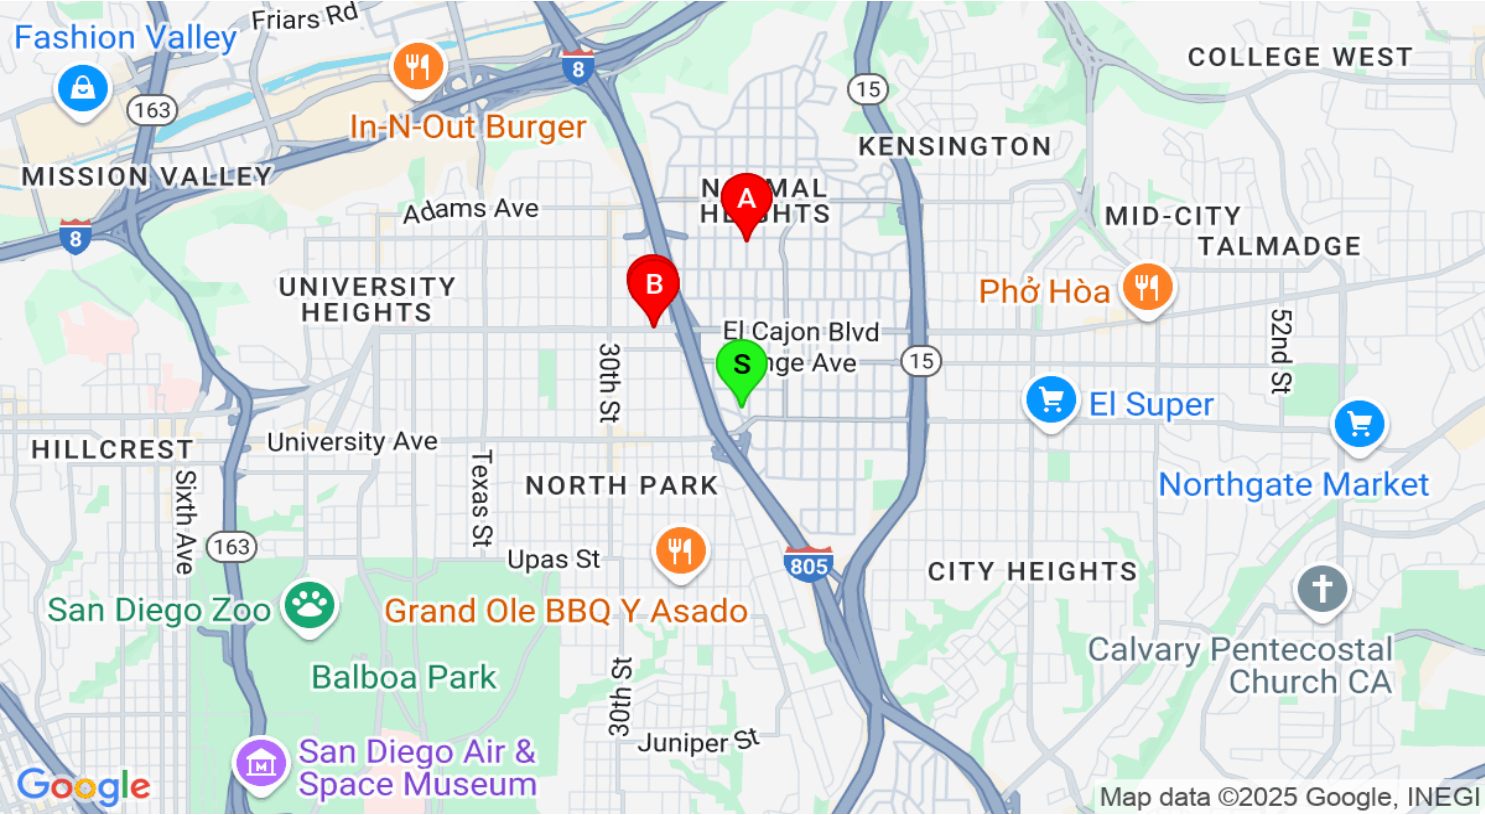 Friars Rd
Fashion Valley
8
15
COLLEGE WEST
163
In-N-Out Burger
KENSINGTON
MISSION VALLEY
A
Adams Ave
HEIGHTS
MID-CITY
TALMADGE
8
UNIVERSITY
HEIGHTS
B
Phở Hòa
El Cajon Blvd
52nd St
30th St
S
15
El Super
HILLCREST
University Ave
Sixth Ave
Texas St
NORTH PARK
Northgate Market
163
Upas St
805
CITY HEIGHTS
San Diego Zoo
Grand Ole BBQ Y Asado
Balboa Park
30th St
Calvary Pentecostal
Church CA
Juniper St
San Diego Air &
Space Museum
Google
Map data ©2025 Google, INEGI